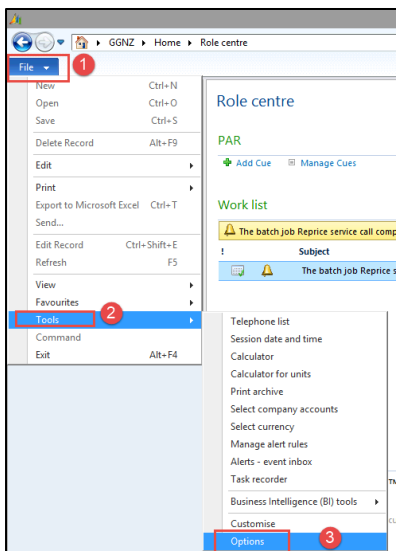 GGNZ ▸ Home ▸ Role centre
File 1
New Ctrl+N
Open Ctrl+O
Save Ctrl+S
Delete Record Alt+F9
Edit
Print
Export to Microsoft Excel Ctrl+T
Send...
Edit Record Ctrl+Shift+E
Refresh F5
View
Favourites
Tools 2
Command
Exit Alt+F4
Role centre
PAR
Add Cue Manage Cues
Work list
The batch job Reprice service call comp
! Subject
The batch job Reprice s
Telephone list
Session date and time
Calculator
Calculator for units
Print archive
Select company accounts
Select currency
Manage alert rules
Alerts - event inbox
Task recorder
Business Intelligence (BI) tools
Customise
Options 3